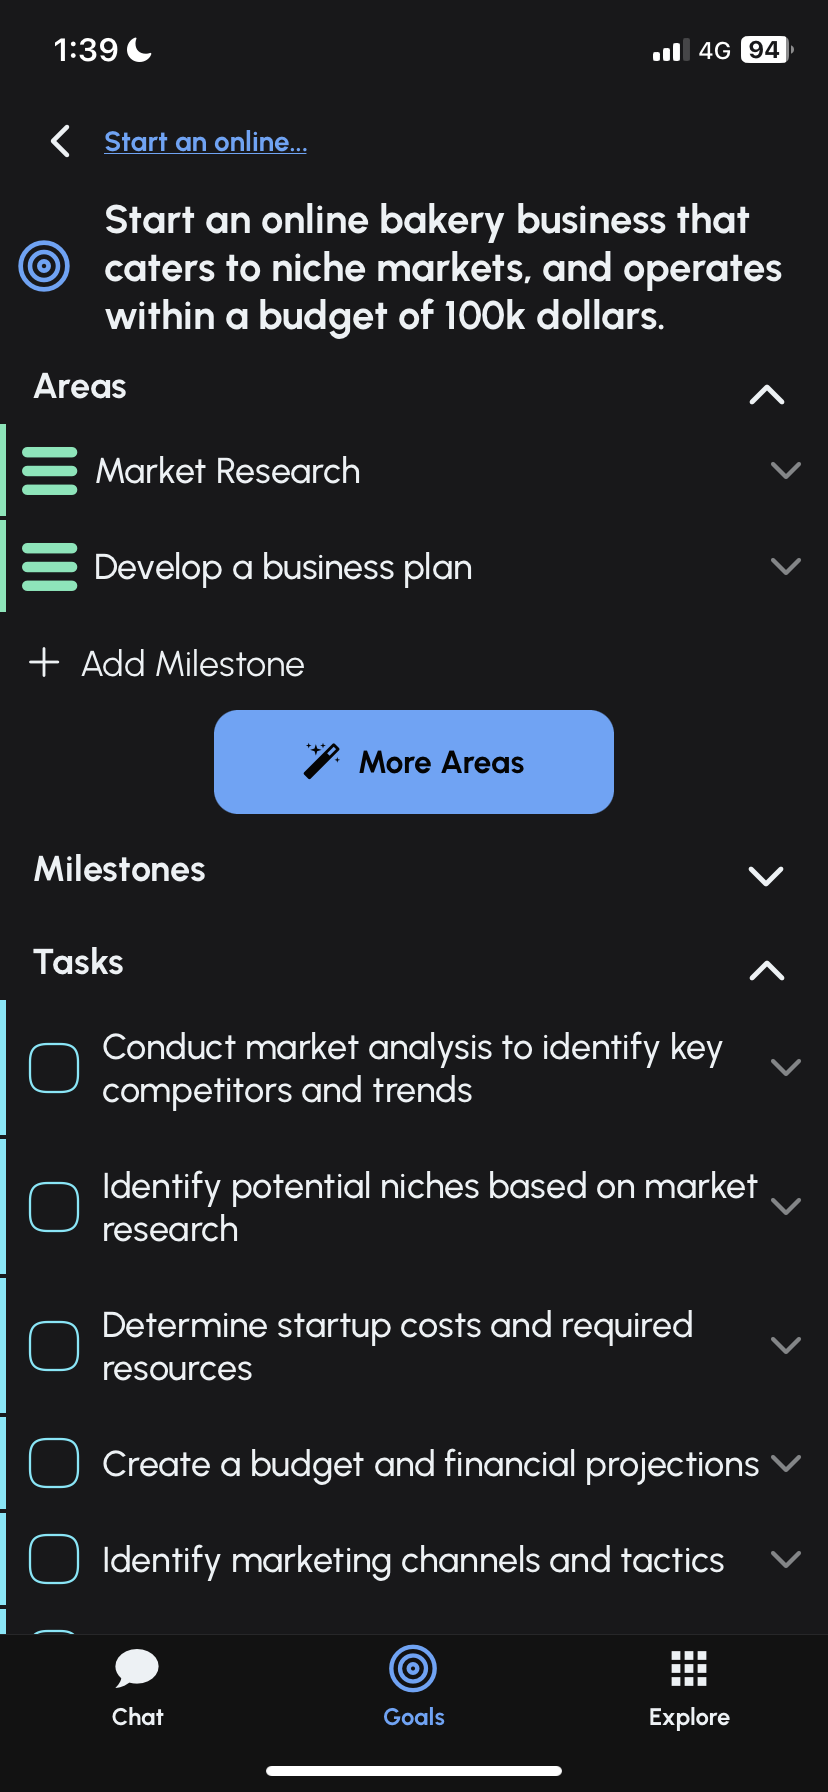 1:39
4G
94
Start an online...
Start an online bakery business that
caters to niche markets, and operates
within a budget of 100k dollars.
Areas
Market Research
Develop a business plan
Add Milestone
More Areas
Milestones
Tasks
Conduct market analysis to identify key
competitors and trends
Identify potential niches based on market
research
Determine startup costs and required
resources
Create a budget and financial projections
Identify marketing channels and tactics
Chat
Goals
Explore